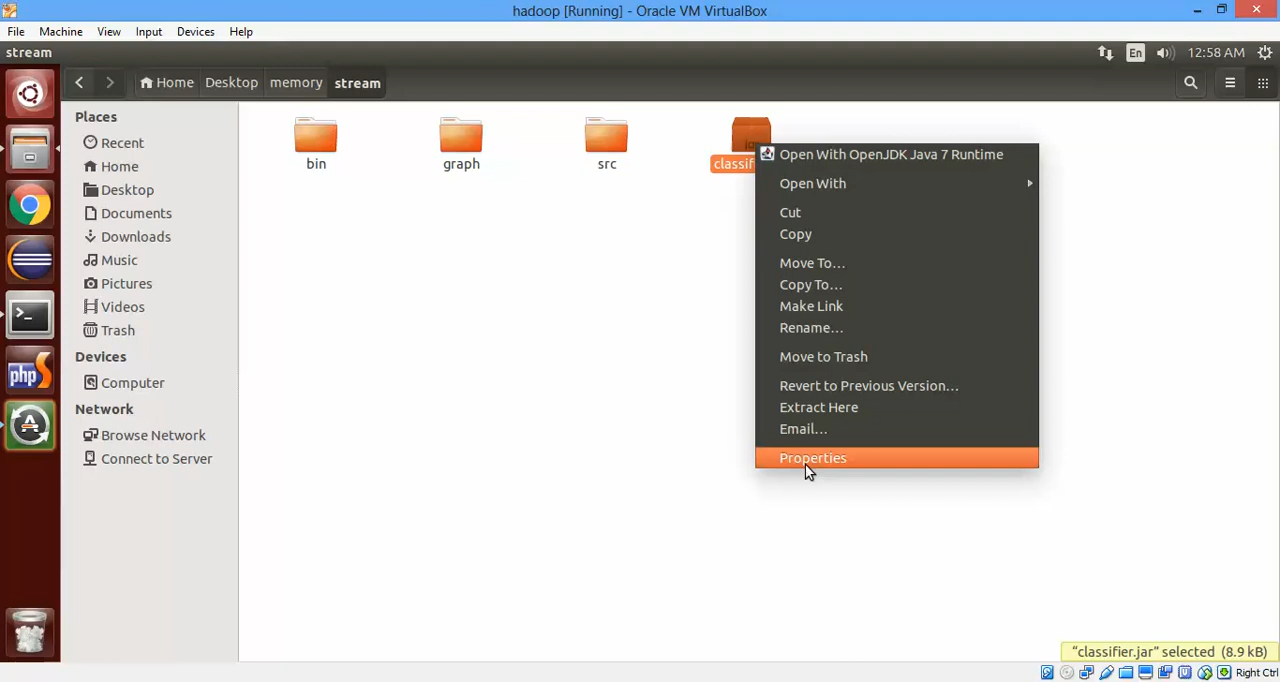 hadoop [Running] - Oracle VM VirtualBox
File Machine View Input Devices Help
stream
En
12:58 AM
Home Desktop memory stream
Places
Recent
Home
Desktop
Documents
Downloads
Music
Pictures
Videos
Trash
Devices
Computer
Network
Browse Network
Connect to Server
php
bin
graph
src
classif
Open With OpenJDK Java 7 Runtime
Open With
Cut
Copy
Move To...
Copy To...
Make Link
Rename...
Move to Trash
Revert to Previous Version...
Extract Here
Email...
Properties
"classifier.jar" selected (8.9 kB)
Right Ctrl